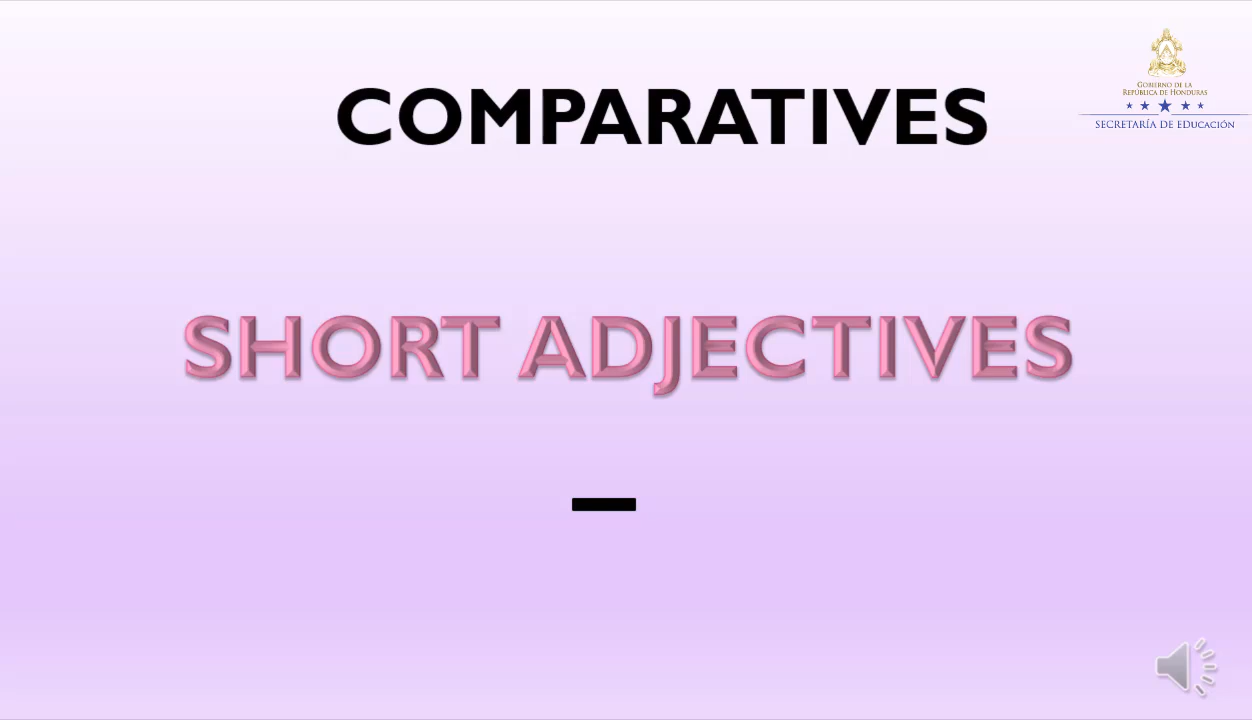 COMPARATIVES
GOBIERNO DE LA
REPÚBLICA DE HONDURAS
SECRETARÍA DE EDUCACIÓN
SHORT ADJECTIVES
–